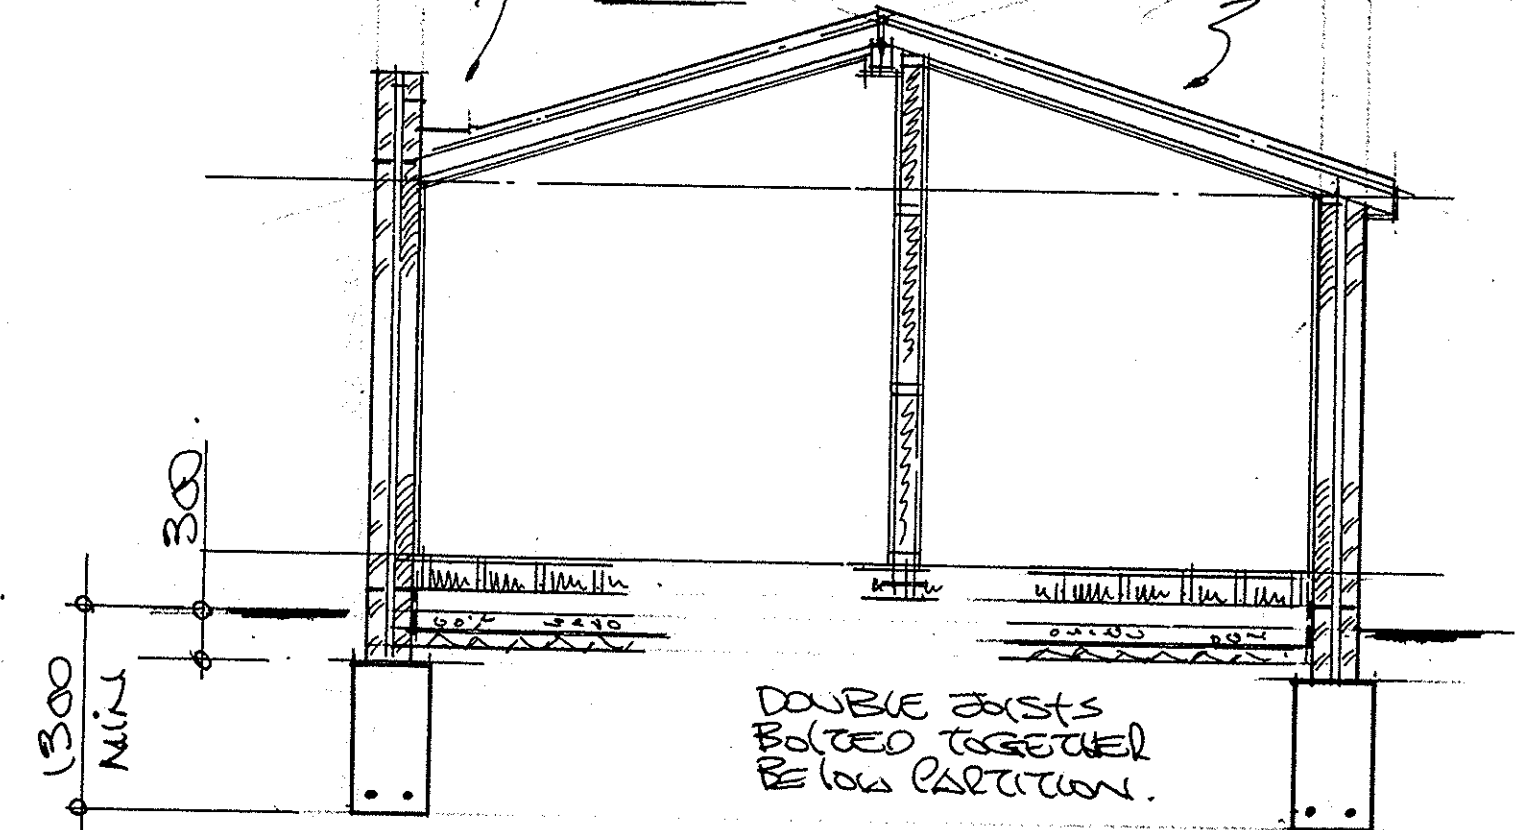 300
1300
MIN
DOUBLE JOISTS
BOLTED TOGETHER
BELOW PARTITION.